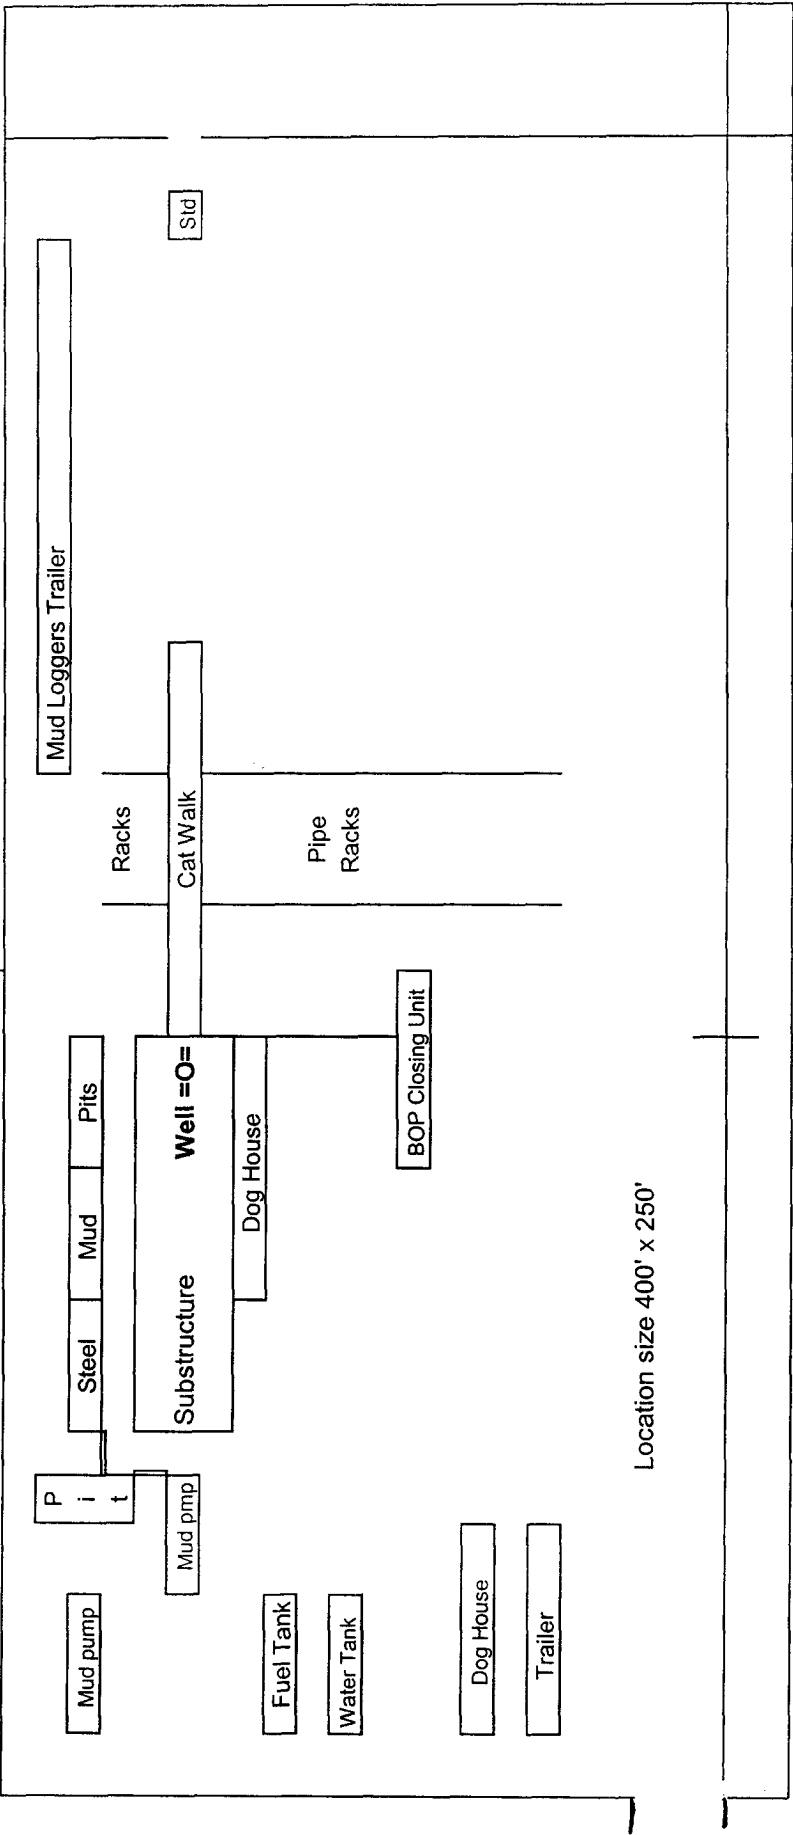 Mud pump
P
i
t
Steel
Mud
Pits
Mud Loggers Trailer
Racks
Mud pmp
Substructure
Well =O=
Cat Walk
Std
Dog House
Fuel Tank
Pipe
Racks
Water Tank
BOP Closing Unit
Dog House
Trailer
Location size 400' x 250'